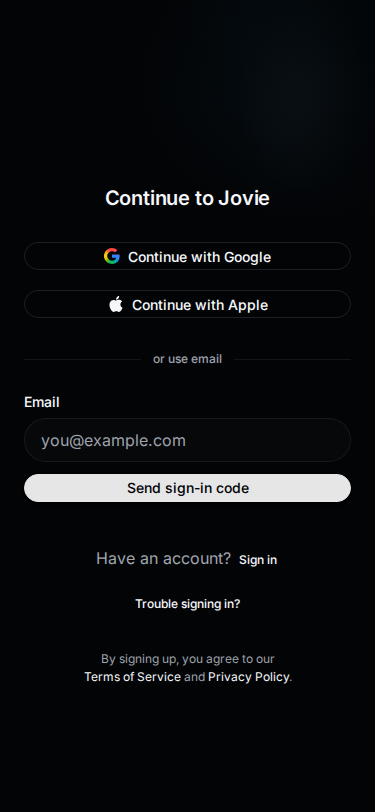 Continue to Jovie
Continue with Google
Continue with Apple
or use email
Email
you@example.com
Send sign-in code
Have an account? Sign in
Trouble signing in?
By signing up, you agree to our
Terms of Service and Privacy Policy.